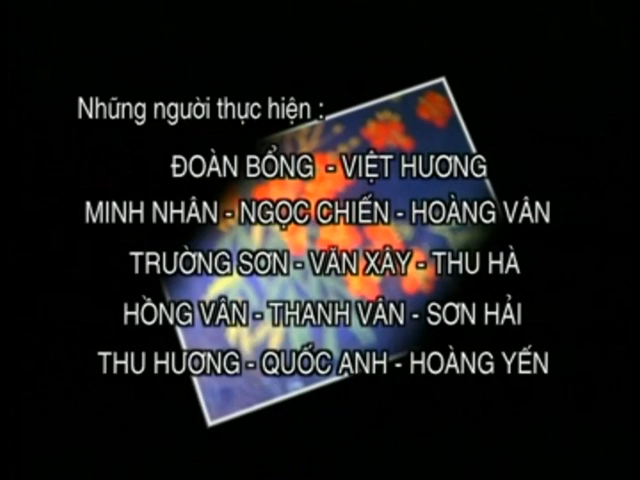 Những người thực hiện :
ĐOÀN BỔNG - VIỆT HƯƠNG
MINH NHÂN - NGỌC CHIẾN - HOÀNG VÂN
TRƯỜNG SƠN - VĂN XÂY - THU HÀ
HỒNG VÂN - THANH VÂN - SƠN HẢI
THU HƯƠNG - QUỐC ANH - HOÀNG YẾN